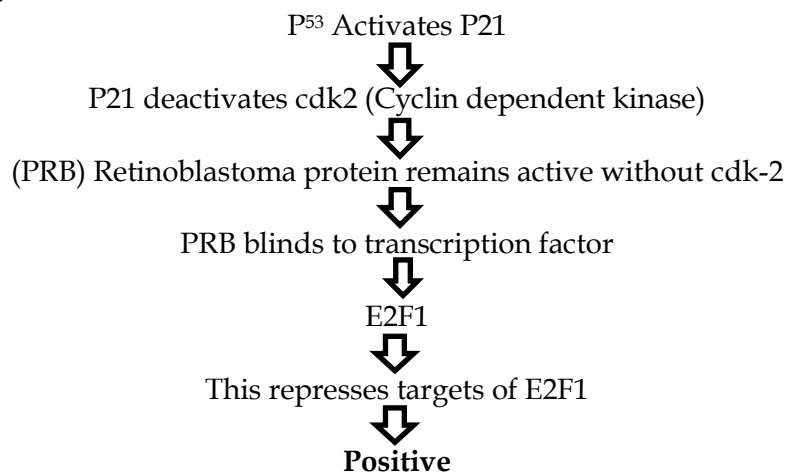 P⁵³ Activates P21
P21 deactivates cdk2 (Cyclin dependent kinase)
(PRB) Retinoblastoma protein remains active without cdk-2
PRB blinds to transcription factor
E2F1
This represses targets of E2F1
Positive